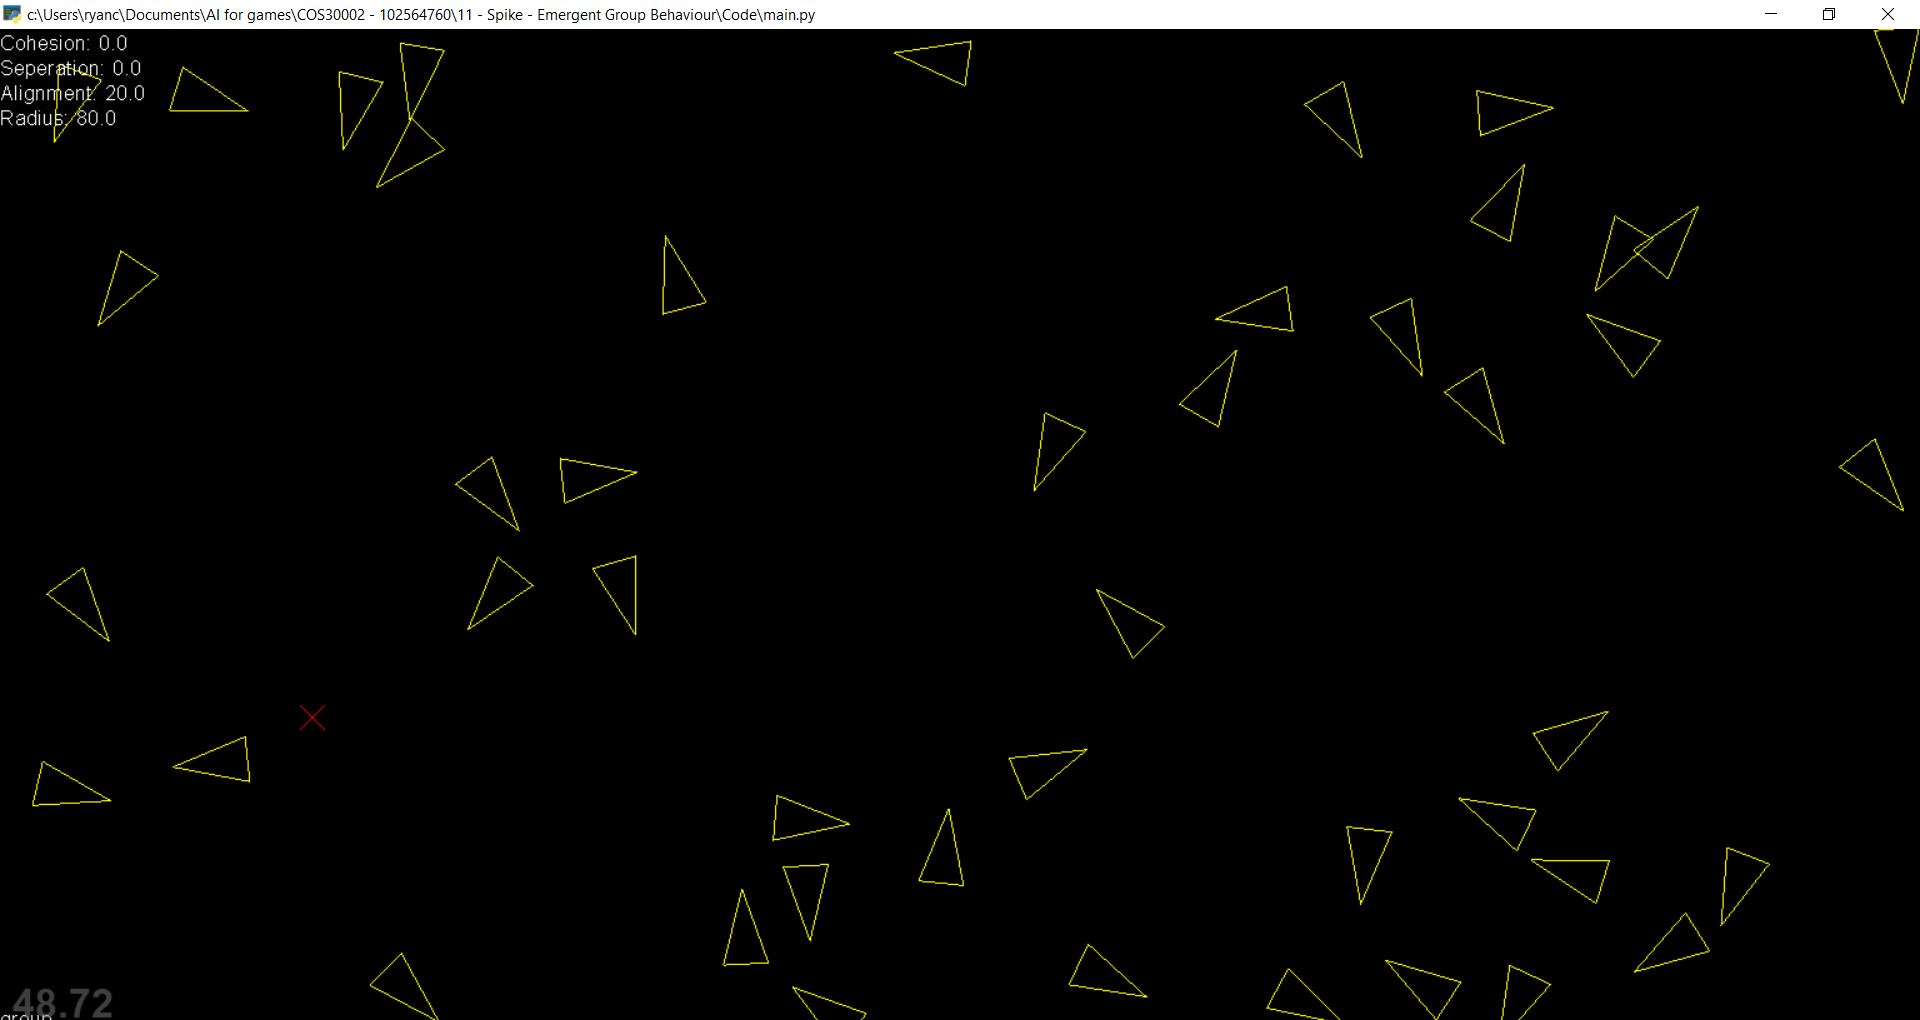 c:\Users\ryanc\Documents\AI for games\COS30002 - 102564760\11 - Spike - Emergent Group Behaviour\Code\main.py
Cohesion: 0.0
Seperation: 0.0
Alignment: 20.0
Radius: 80.0
48.72
group